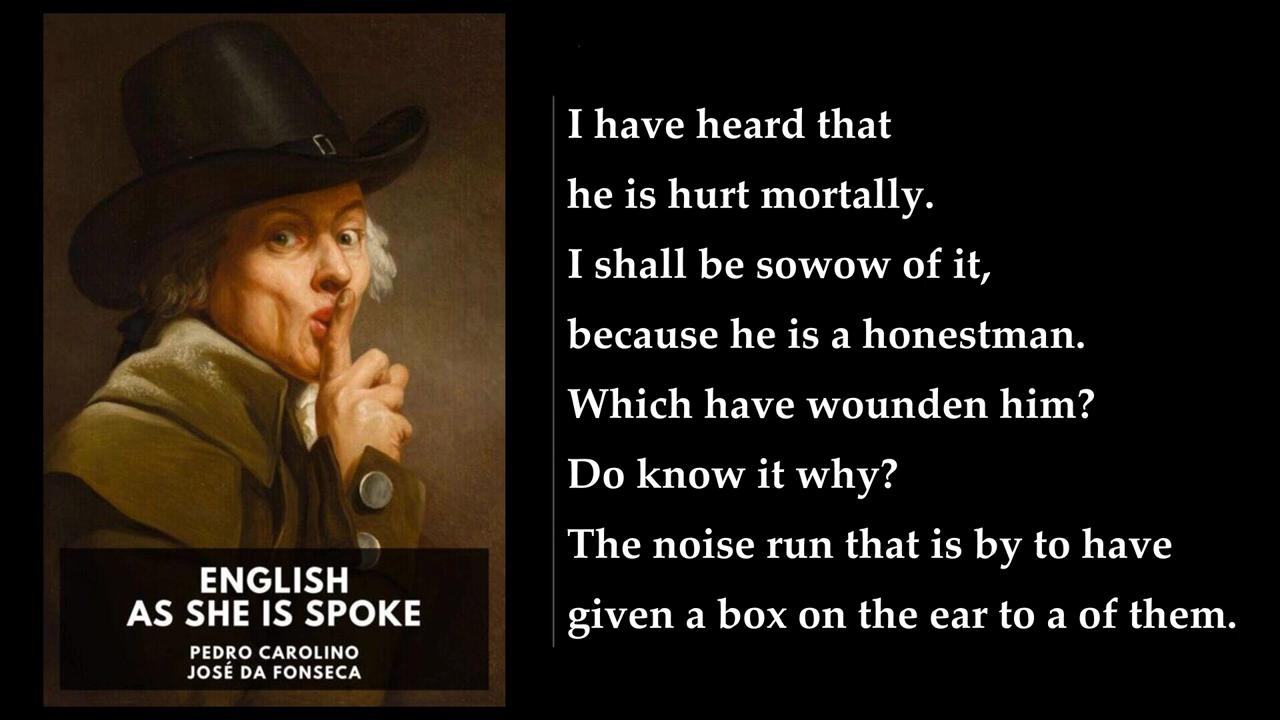 I have heard that
he is hurt mortally.
I shall be sowow of it,
because he is a honestman.
Which have wounden him?
Do know it why?
The noise run that is by to have
given a box on the ear to a of them.
ENGLISH
AS SHE IS SPOKE
PEDRO CAROLINO
JOSÉ DA FONSECA